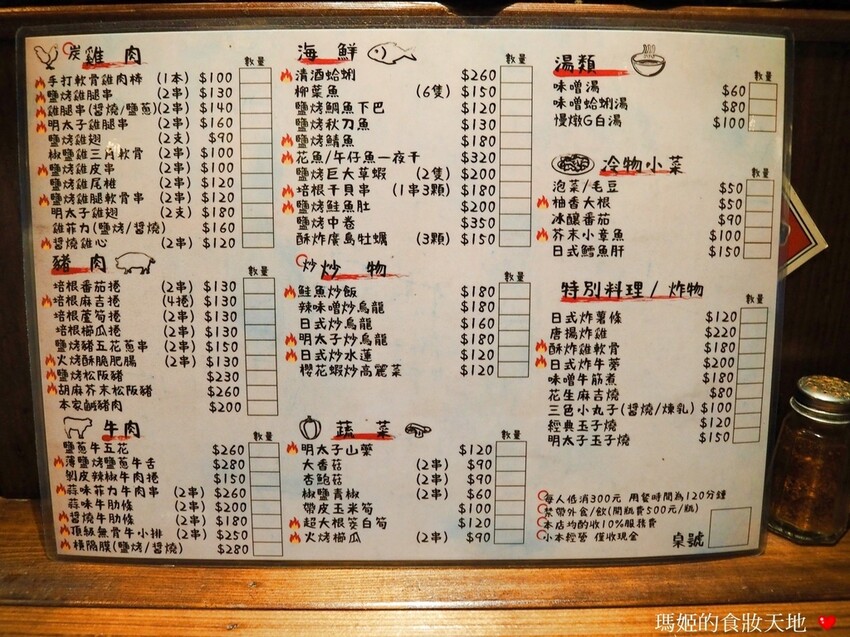 炭雞肉 數量
手打軟骨雞肉棒 (1本) $100
鹽烤雞腿串 (2串) $130
雞腿串(醬燒/鹽蔥) (2串) $140
明太子雞腿串 (2串) $160
鹽烤雞翅 (2支) $90
椒鹽雞三角軟骨 (2串) $100
鹽烤雞皮串 (2串) $100
鹽烤雞尾椎 (2串) $120
鹽烤雞腿軟骨串 (2串) $120
明太子雞翅 (2支) $180
雞菲力(鹽烤/醬燒) $160
醬燒雞心 (2串) $120
豬肉 數量
培根番茄捲 (2串) $130
培根麻吉捲 (4捲) $130
培根蘆筍捲 (2串) $130
培根櫛瓜捲 (2串) $130
鹽烤豬五花蔥串 (2串) $150
火烤酥脆肥腸 (2串) $130
鹽烤松阪豬 $230
胡麻芥末松阪豬 $260
本家鹹豬肉 $200
牛肉 數量
鹽蔥牛五花 $260
薄鹽烤鹽蔥牛舌 $280
剝皮辣椒牛肉捲 $150
蒜味菲力牛肉串 (2串) $260
蒜味牛肋條 (2串) $200
醬燒牛肋條 (2串) $180
頂級無骨牛小排 (2串) $250
橫隔膜(鹽烤/醬燒) $280
海鮮 數量
清酒蛤蜊 $260
柳葉魚 (6隻) $150
鹽烤鯛魚下巴 $120
鹽烤秋刀魚 $130
鹽烤鯖魚 $180
花魚/午仔魚一夜干 $320
鹽烤巨大草蝦 (2隻) $200
培根干貝串 (1串3顆) $180
鹽烤鮭魚肚 $200
鹽烤中卷 $350
酥炸廣島牡蠣 (3顆) $150
炒炒物 數量
鮭魚炒飯 $180
辣味噌炒烏龍 $180
日式炒烏龍 $160
明太子炒烏龍 $180
日式炒水蓮 $120
櫻花蝦炒高麗菜 $120
蔬菜 數量
明太子山藥 $120
大香菇 (2串) $90
杏鮑菇 (2串) $90
椒鹽青椒 (2串) $60
帶皮玉米筍 $100
超大根茭白筍 $120
火烤櫛瓜 (2串) $90
湯類 數量
味噌湯 $60
味噌蛤蜊湯 $80
慢燉G白湯 $100
冷物小菜 數量
泡菜/毛豆 $50
柚香大根 $50
冰釀番茄 $90
芥末小章魚 $100
日式鱈魚肝 $150
特別料理/炸物 數量
日式炸薯條 $120
唐揚炸雞 $220
酥炸雞軟骨 $180
日式炸牛蒡 $200
味噌牛筋煮 $180
花生麻吉燒 $80
三色小丸子(醬燒/煉乳) $100
經典玉子燒 $120
明太子玉子燒 $150
每人低消300元 用餐時間為120分鐘
禁帶外食/飲(開瓶費500元/瓶)
本店均酌收10%服務費
小本經營 僅收現金
桌號
瑪姬的食妝天地